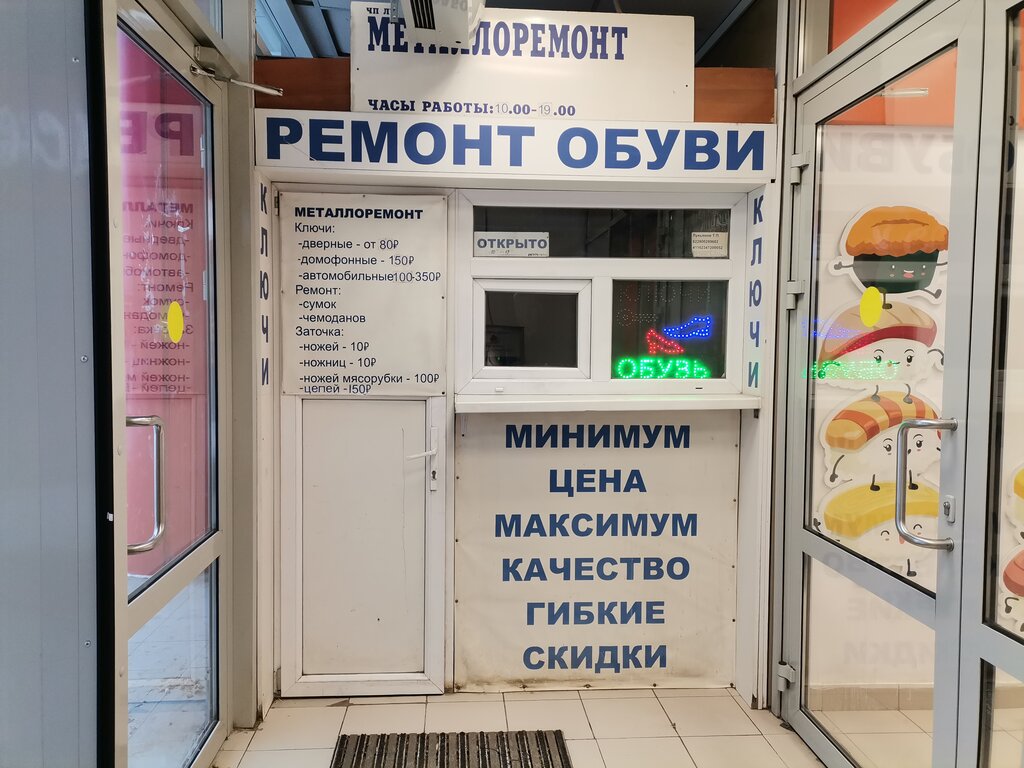 ЧП Л
МЕТАЛЛОРЕМОНТ
ЧАСЫ РАБОТЫ: 10.00-19.00
РЕМОНТ ОБУВИ
КЛЮЧИ
МЕТАЛЛОРЕМОНТ
Ключи:
-дверные - от 80₽
-домофонные - 150₽
-автомобильные100-350₽
Ремонт:
-сумок
-чемоданов
Заточка:
-ножей - 10₽
-ножниц - 10₽
-ножей мясорубки - 100₽
-цепей -150₽
ОТКРЫТО
ОБУВЬ
КЛЮЧИ
МИНИМУМ
ЦЕНА
МАКСИМУМ
КАЧЕСТВО
ГИБКИЕ
СКИДКИ